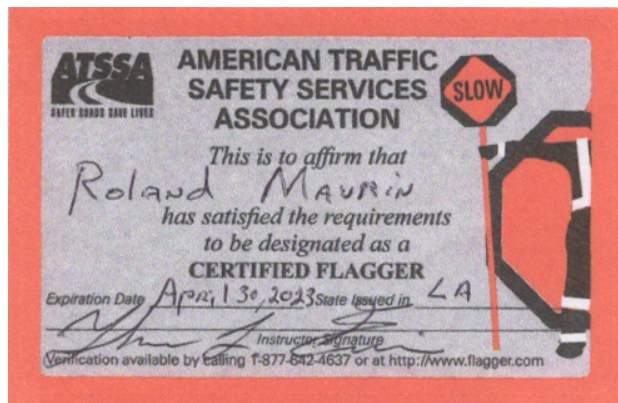 ATSSA
SAFER ROADS SAVE LIVES
AMERICAN TRAFFIC
SAFETY SERVICES
ASSOCIATION
SLOW
This is to affirm that
Roland Maurin
has satisfied the requirements
to be designated as a
CERTIFIED FLAGGER
Expiration Date April 30, 2023 State Issued in LA
Instructor Signature
Verification available by calling 1-877-642-4637 or at http://www.flagger.com